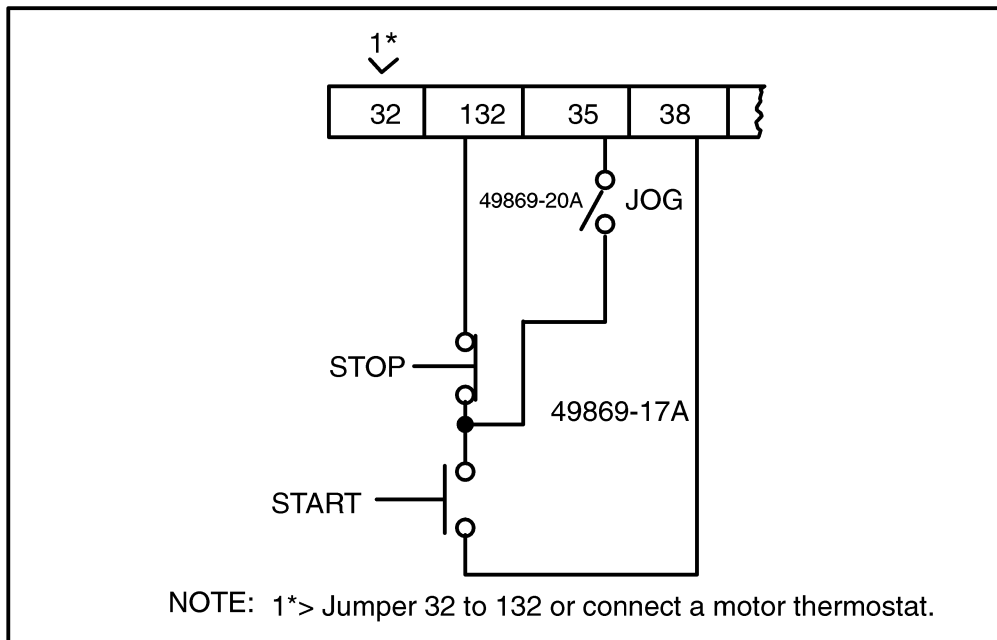 1*
32 132 35 38
49869-20A JOG
STOP
49869-17A
START
NOTE: 1*> Jumper 32 to 132 or connect a motor thermostat.